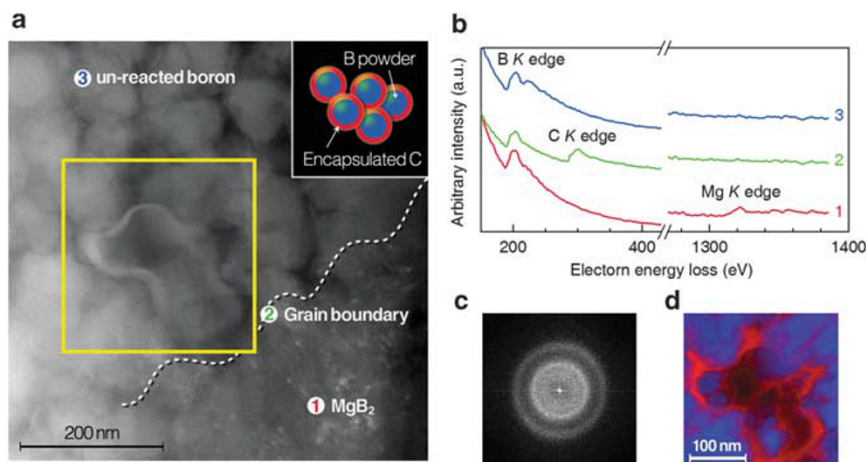 a
3 un-reacted boron
B powder
Encapsulated C
2 Grain boundary
1 MgB₂
200 nm
b
Arbitrary intensity (a.u.)
B K edge
C K edge
Mg K edge
3
2
1
200 400 1300 1400
Electorn energy loss (eV)
c
d
100 nm